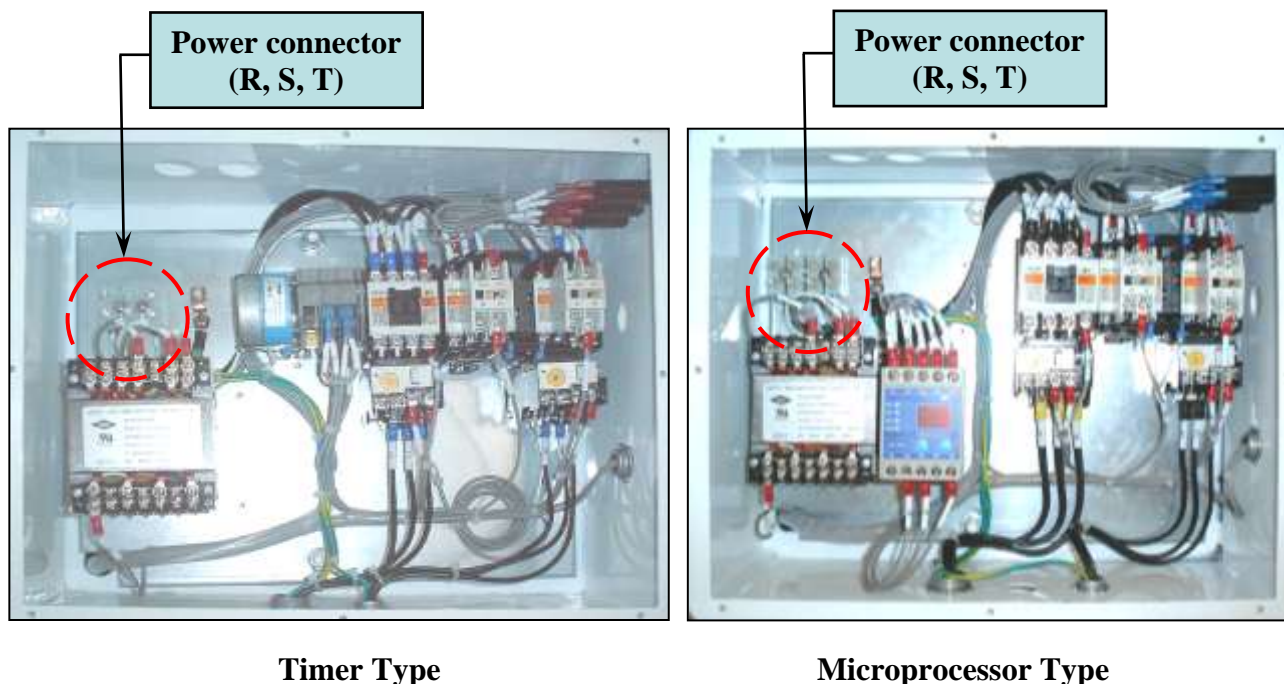 Power connector
(R, S, T)
Power connector
(R, S, T)
Timer Type
Microprocessor Type